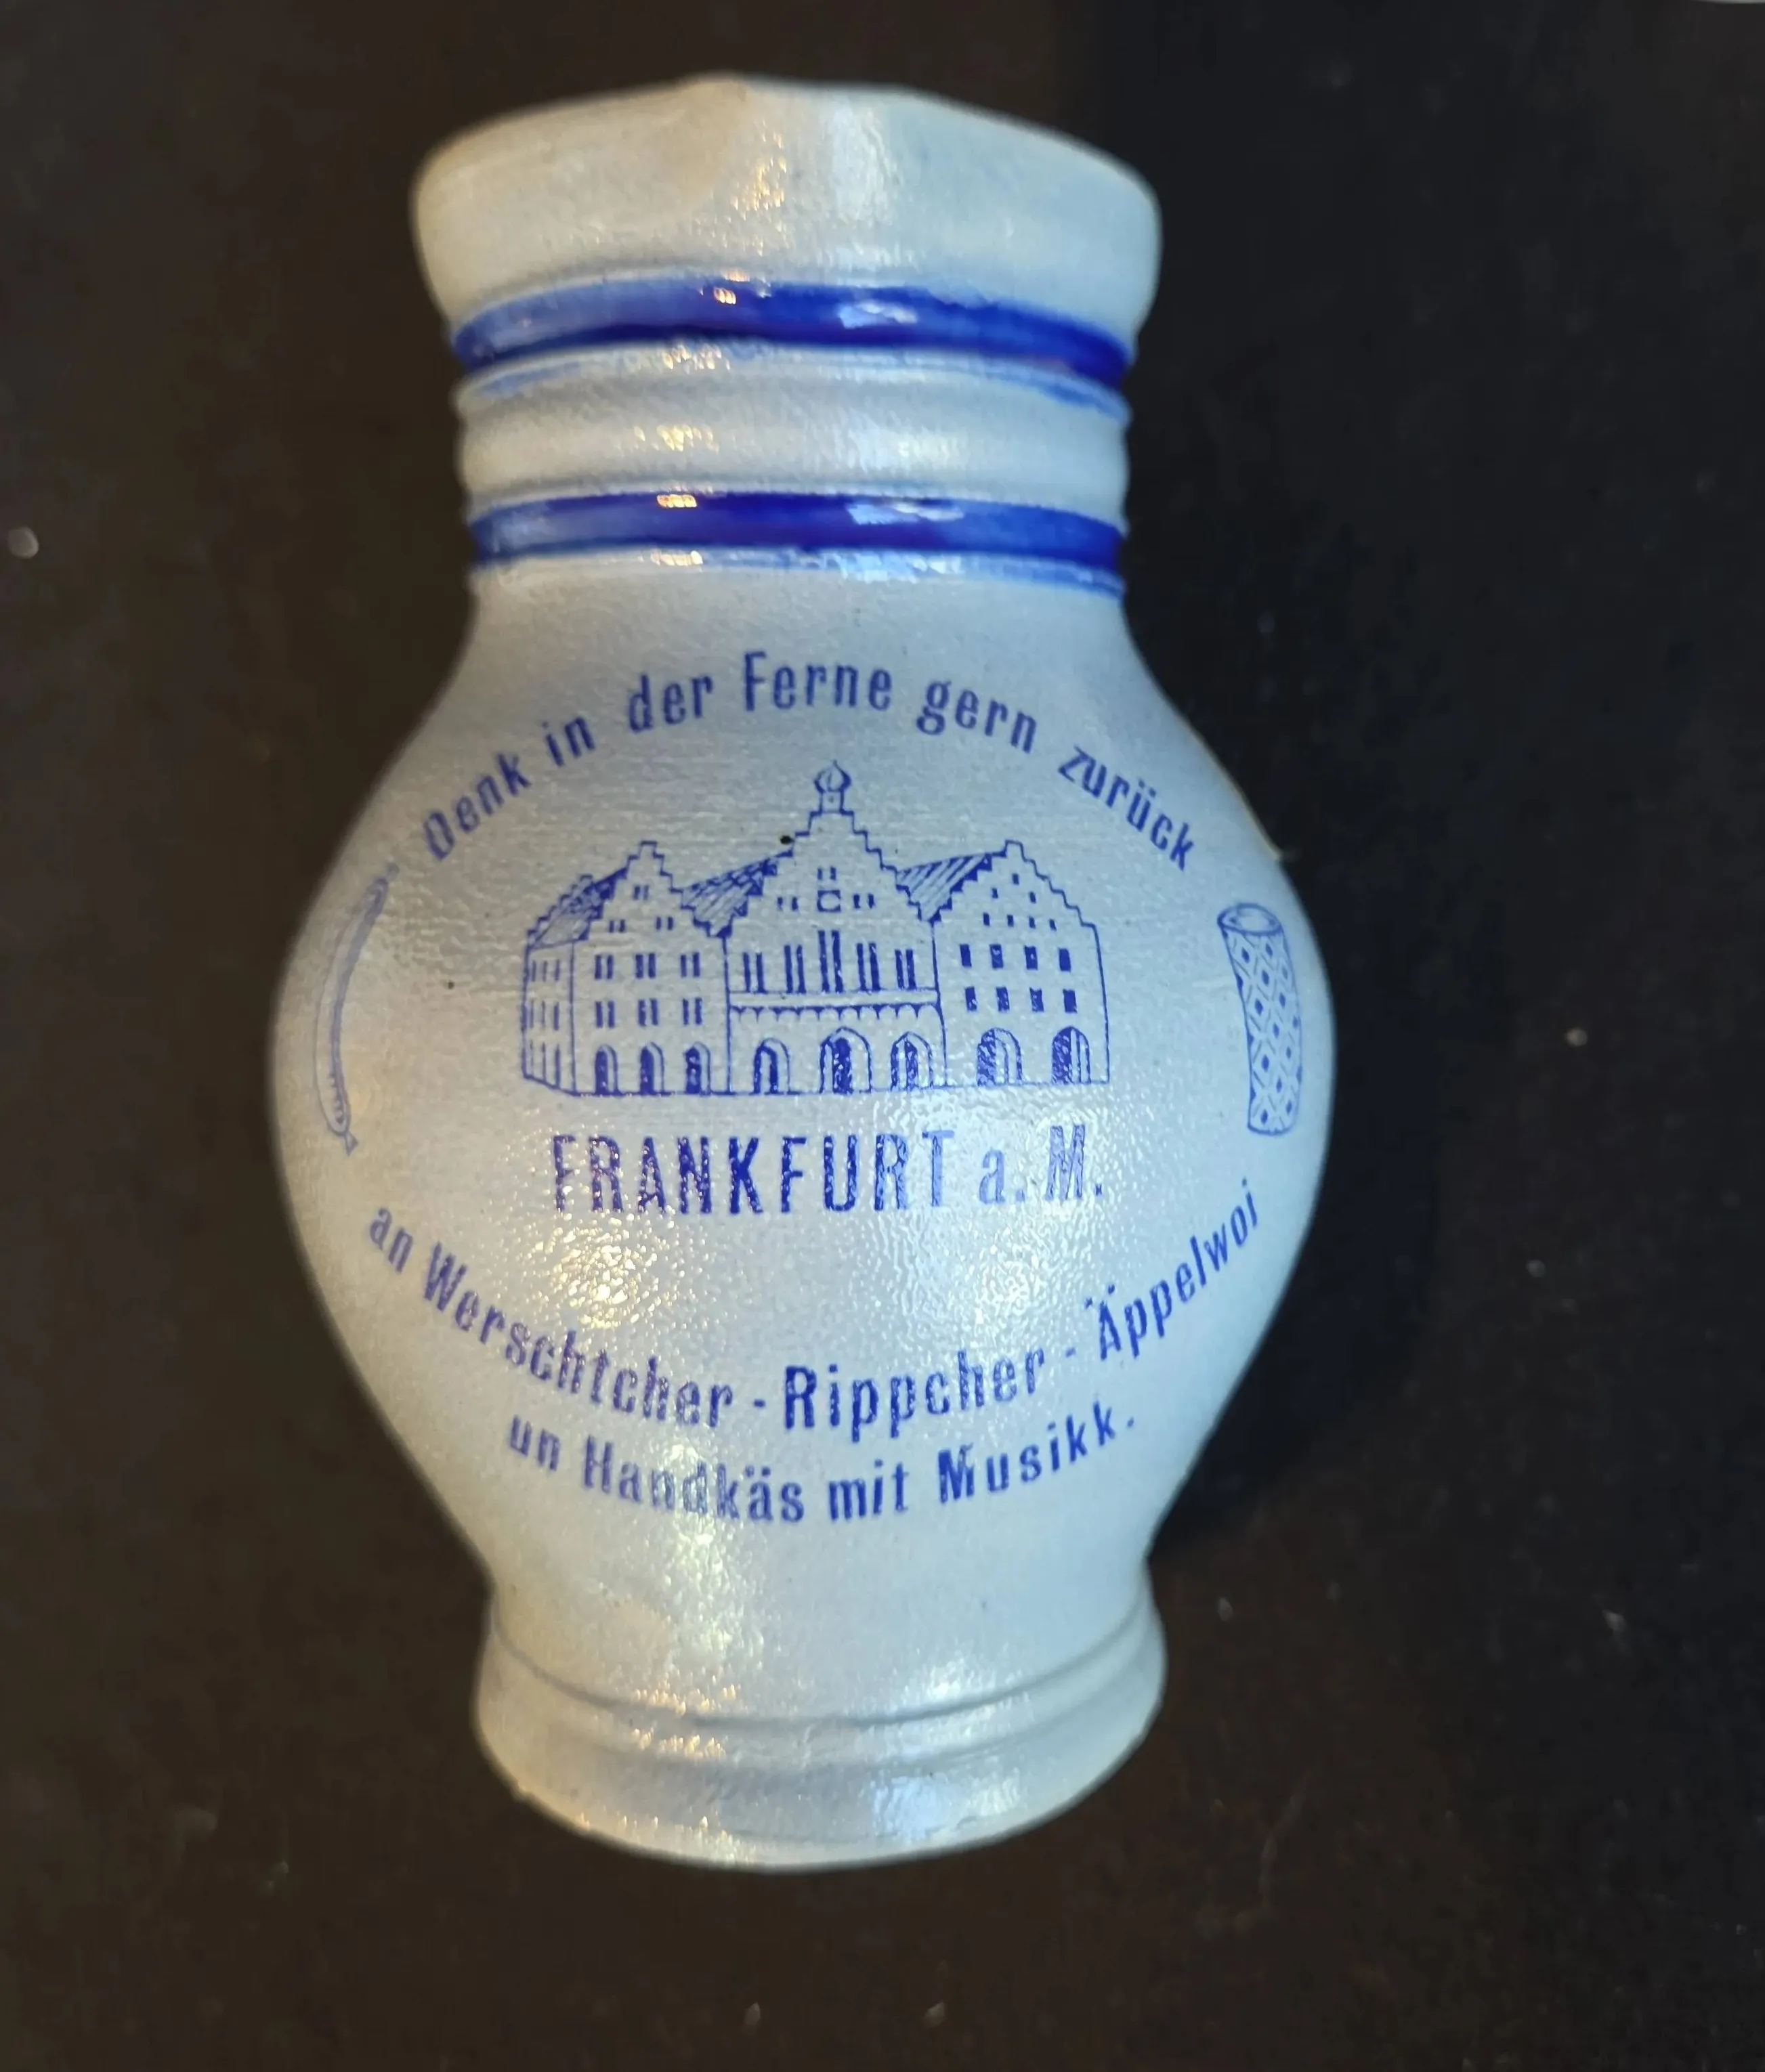 Denk in der Ferne gern zurück
FRANKFURT a. M.
an Werschtcher - Rippcher - Äppelwoi
un Handkäs mit Musikk.